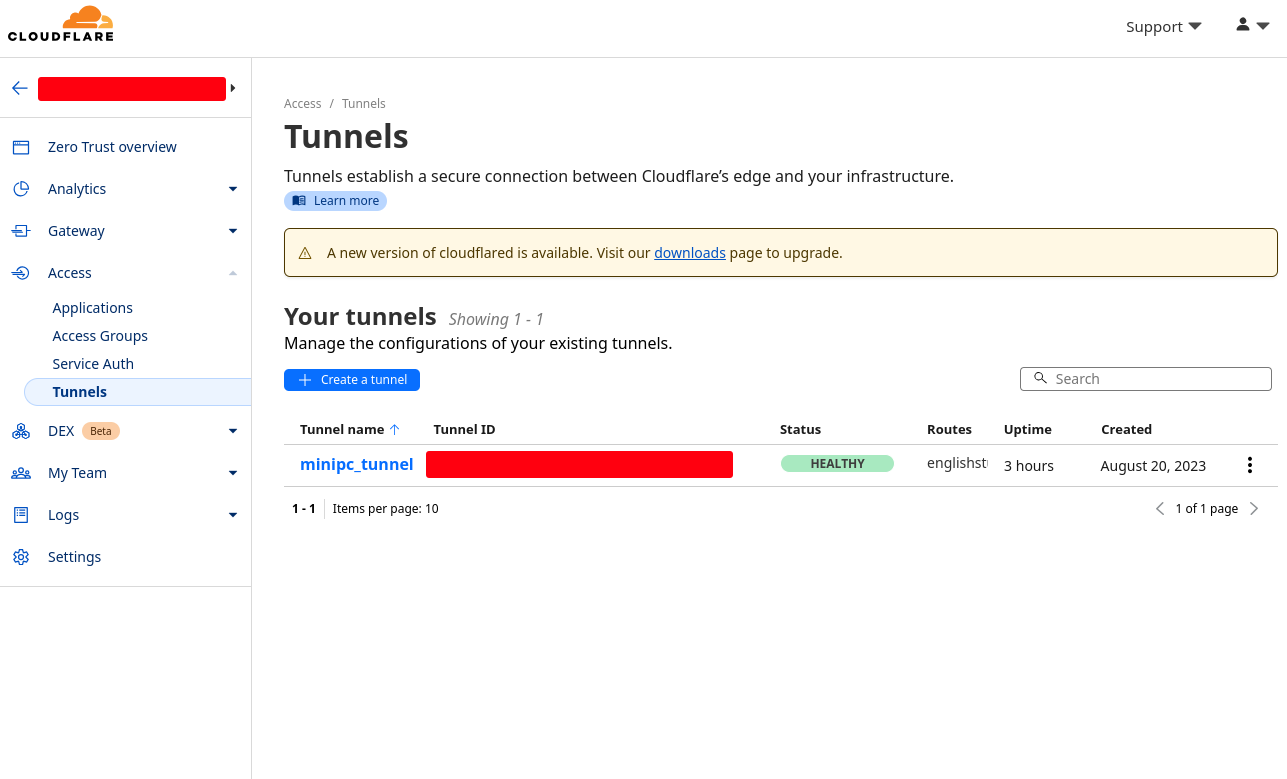 CLOUDFLARE
Support
Zero Trust overview
Analytics
Gateway
Access
Applications
Access Groups
Service Auth
Tunnels
DEX Beta
My Team
Logs
Settings
Access / Tunnels
Tunnels
Tunnels establish a secure connection between Cloudflare’s edge and your infrastructure.
Learn more
A new version of cloudflared is available. Visit our downloads page to upgrade.
Your tunnels Showing 1 - 1
Manage the configurations of your existing tunnels.
Create a tunnel Search
Tunnel name Tunnel ID Status Routes Uptime Created
minipc_tunnel HEALTHY 3 hours August 20, 2023
1 - 1 Items per page: 10 1 of 1 page